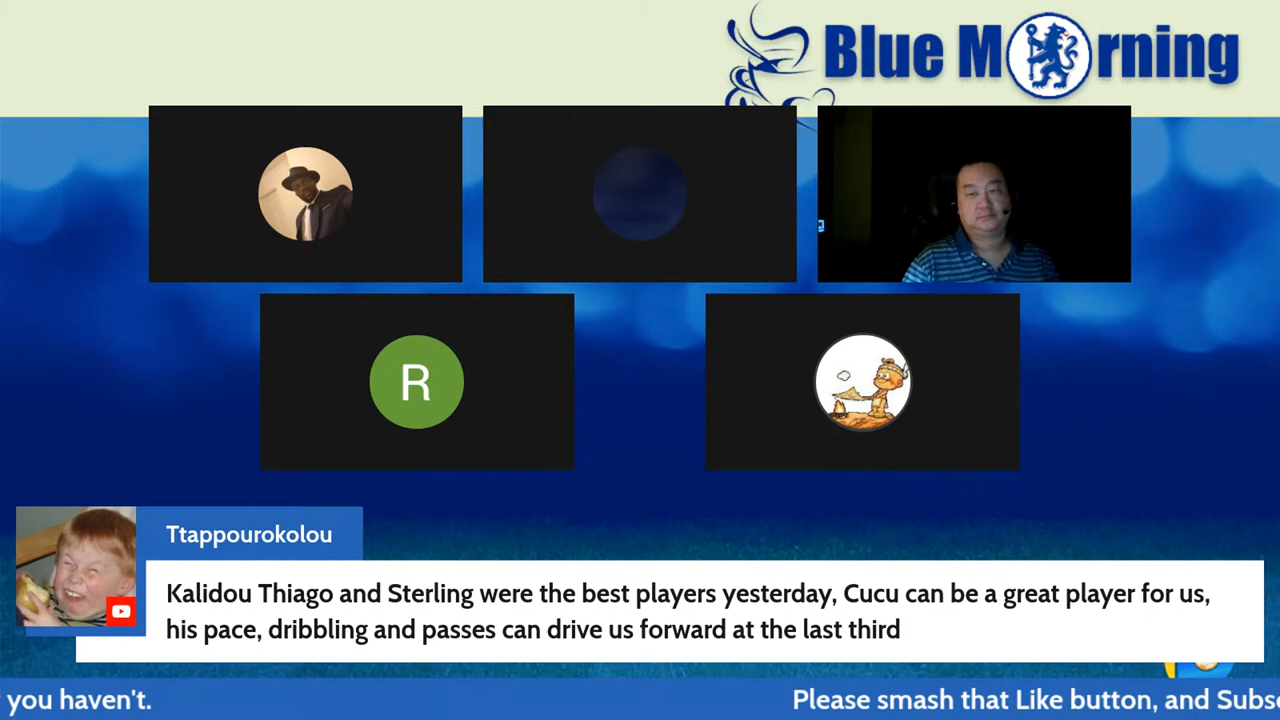 Blue Morning
R
Ttappourokolou
Kalidou Thiago and Sterling were the best players yesterday, Cucu can be a great player for us,
his pace, dribbling and passes can drive us forward at the last third
you haven't. Please smash that Like button, and Subs